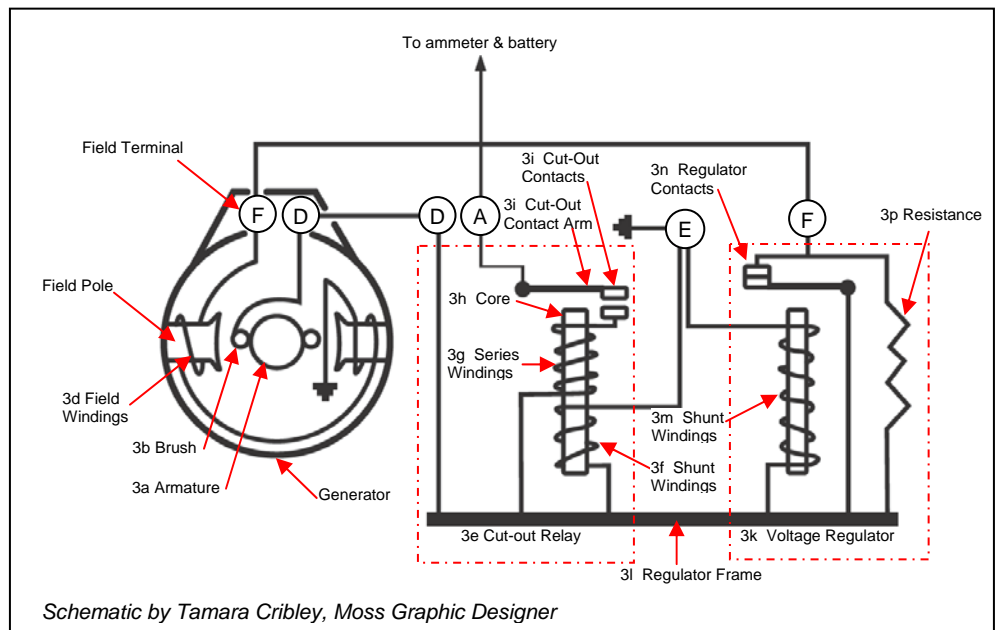 To ammeter & battery
Field Terminal
3i Cut-Out
Contacts
3n Regulator
Contacts
3i Cut-Out
Contact Arm
3p Resistance
F
D
D
A
E
F
Field Pole
3h Core
3g Series
Windings
3d Field
Windings
3m Shunt
Windings
3b Brush
3f Shunt
Windings
3a Armature
Generator
3e Cut-out Relay
3k Voltage Regulator
3l Regulator Frame
Schematic by Tamara Cribley, Moss Graphic Designer